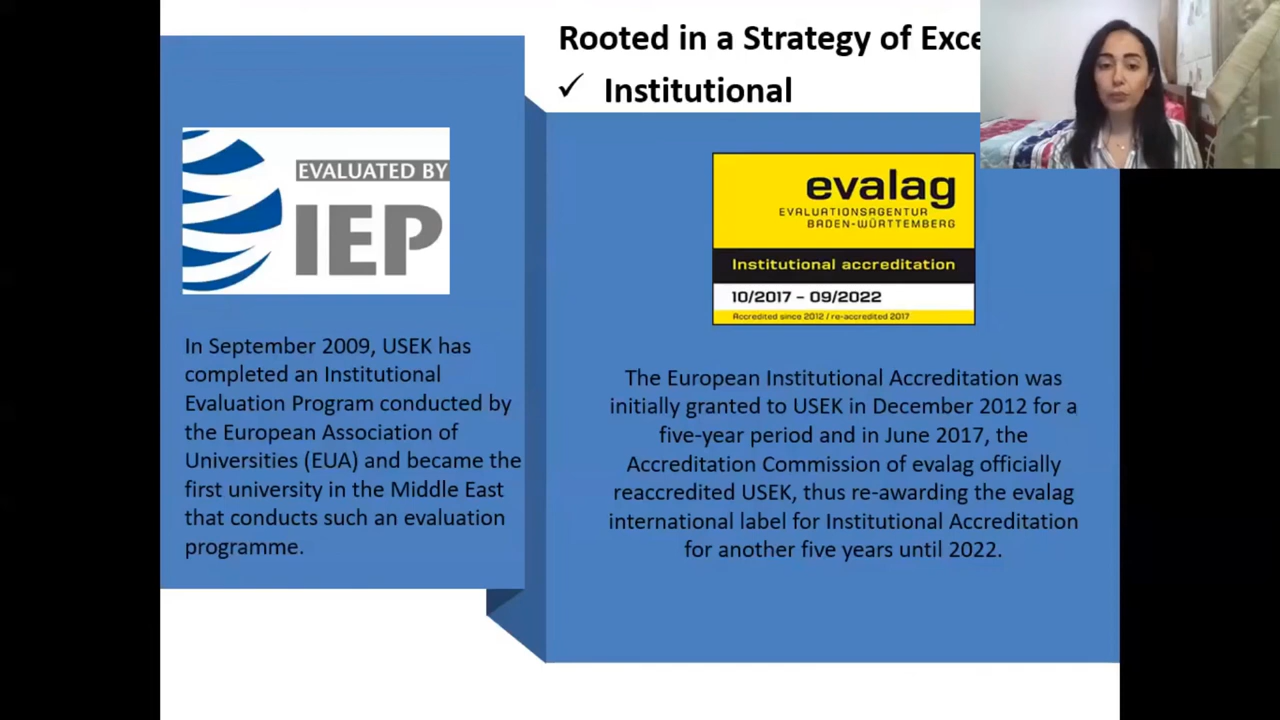 Rooted in a Strategy of Exce
✓ Institutional
EVALUATED BY
IEP
In September 2009, USEK has
completed an Institutional
Evaluation Program conducted by
the European Association of
Universities (EUA) and became the
first university in the Middle East
that conducts such an evaluation
programme.
evalag
EVALUATIONSAGENTUR
BADEN-WÜRTTEMBERG
Institutional accreditation
10/2017 – 09/2022
Accredited since 2012 / re-accredited 2017
The European Institutional Accreditation was
initially granted to USEK in December 2012 for a
five-year period and in June 2017, the
Accreditation Commission of evalag officially
reaccredited USEK, thus re-awarding the evalag
international label for Institutional Accreditation
for another five years until 2022.